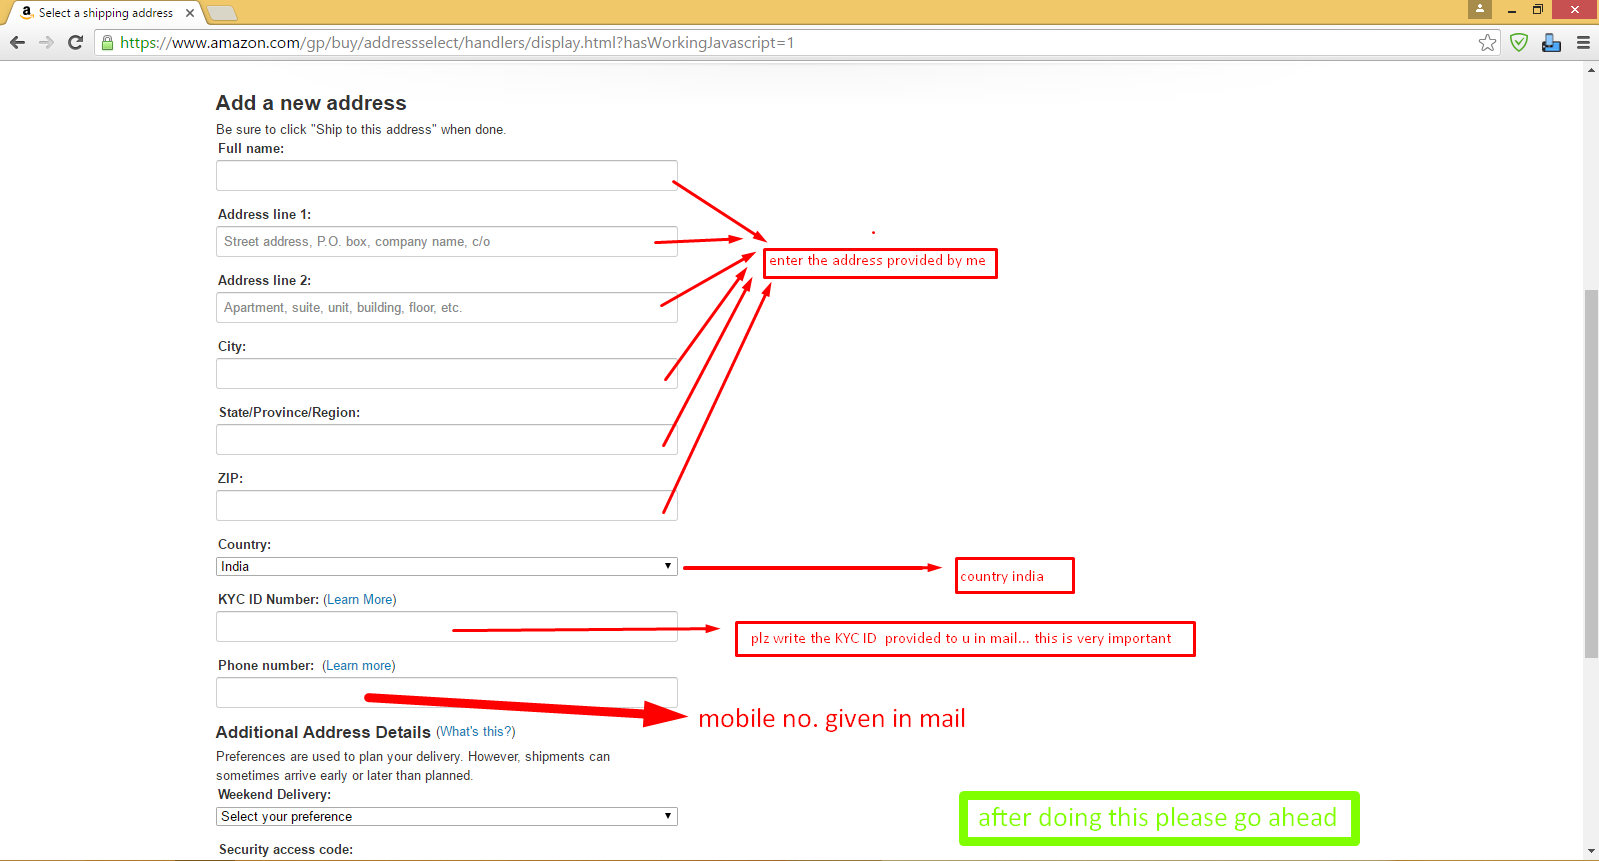 Select a shipping address
https://www.amazon.com/gp/buy/addressselect/handlers/display.html?hasWorkingJavascript=1
Add a new address
Be sure to click "Ship to this address" when done.
Full name:
Address line 1:
Street address, P.O. box, company name, c/o
enter the address provided by me
Address line 2:
Apartment, suite, unit, building, floor, etc.
City:
State/Province/Region:
ZIP:
Country:
India
country india
KYC ID Number: (Learn More)
plz write the KYC ID provided to u in mail... this is very important
Phone number: (Learn more)
mobile no. given in mail
Additional Address Details (What's this?)
Preferences are used to plan your delivery. However, shipments can
sometimes arrive early or later than planned.
Weekend Delivery:
Select your preference
after doing this please go ahead
Security access code: